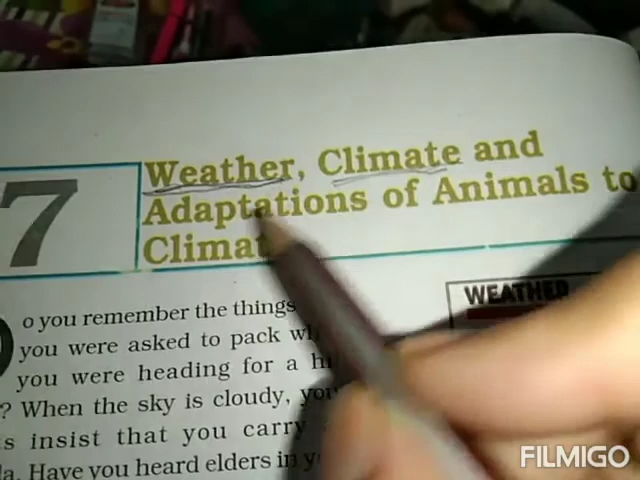 7
Weather, Climate and
Adaptations of Animals to
Climat
o you remember the things
you were asked to pack
you were heading for a
? When the sky is cloudy,
insist that you carry
Have you heard elders in
WEATHER
FILMIGO